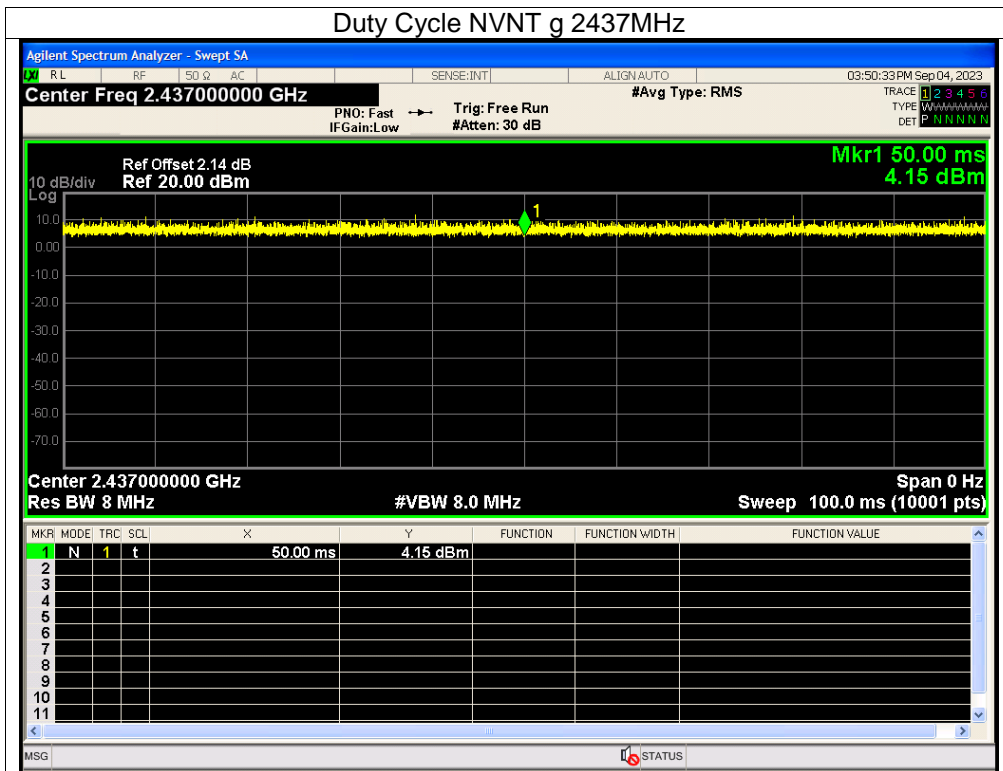 Duty Cycle NVNT g 2437MHz
Agilent Spectrum Analyzer - Swept SA
LXI RL RF 50 Ω AC SENSE:INT ALIGN AUTO 03:50:33 PM Sep 04, 2023
Center Freq 2.437000000 GHz #Avg Type: RMS TRACE 1 2 3 4 5 6
PNO: Fast Trig: Free Run TYPE
IFGain:Low #Atten: 30 dB DET P N N N N N
Mkr1 50.00 ms
Ref Offset 2.14 dB
10 dB/div Ref 20.00 dBm 4.15 dBm
Log
1
10.0
0.00
-10.0
-20.0
-30.0
-40.0
-50.0
-60.0
-70.0
Center 2.437000000 GHz Span 0 Hz
Res BW 8 MHz #VBW 8.0 MHz Sweep 100.0 ms (10001 pts)
MKR MODE TRC SCL X Y FUNCTION FUNCTION WIDTH FUNCTION VALUE
1 N 1 t 50.00 ms 4.15 dBm
2
3
4
5
6
7
8
9
10
11
MSG STATUS